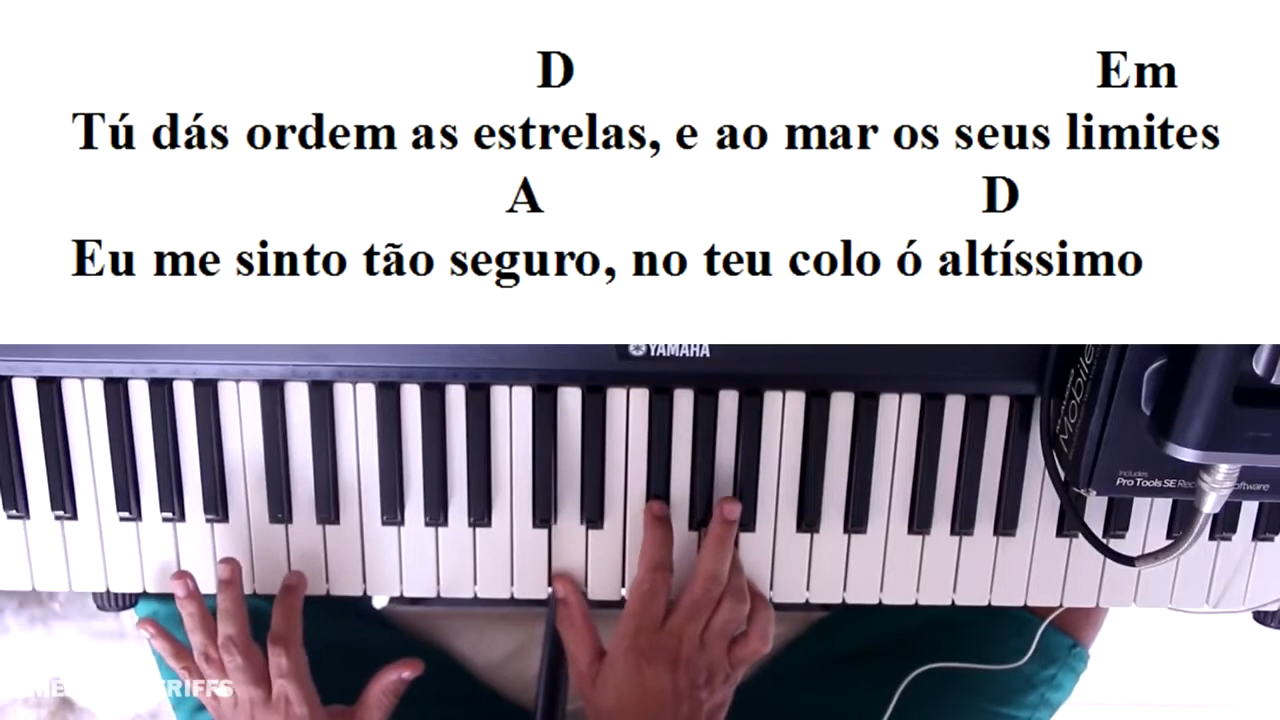 D Em
Tú dás ordem as estrelas, e ao mar os seus limites
A D
Eu me sinto tão seguro, no teu colo ó altíssimo
YAMAHA
Mobile
Includes
Pro Tools SE